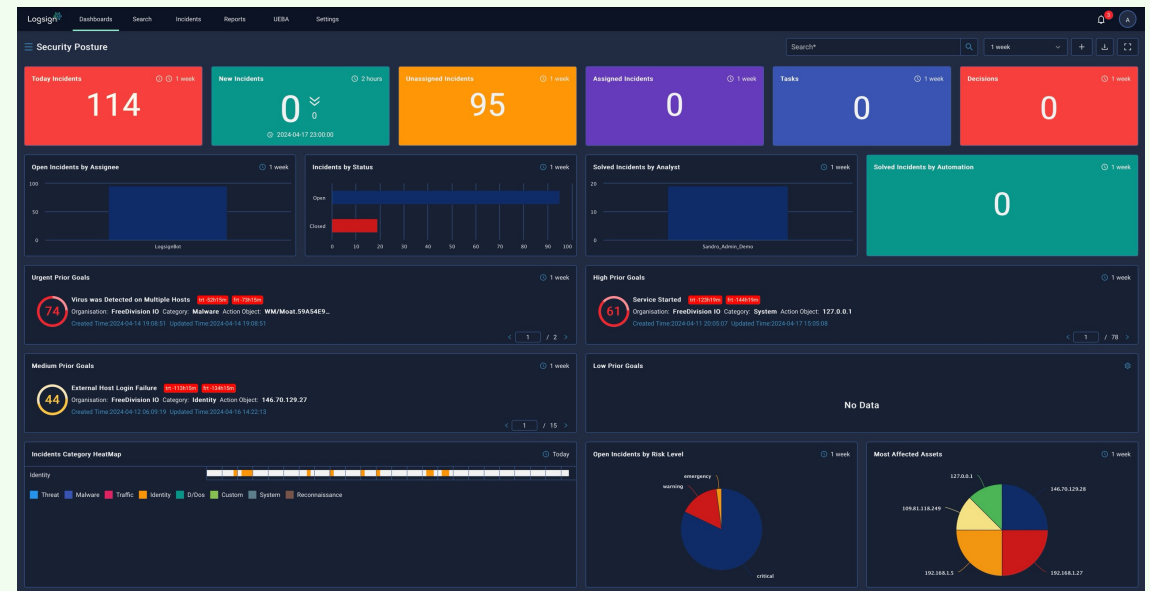 Logsign Dashboards Search Incidents Reports UEBA Settings 3 A
Security Posture Search* 1 week
Today Incidents 1 week
114
New Incidents 2 hours
0 0
2024-04-17 23:00:00
Unassigned Incidents 1 week
95
Assigned Incidents 1 week
0
Tasks 1 week
0
Decisions 1 week
0
Open Incidents by Assignee 1 week
100
50
0
LogsignBot
Incidents by Status 1 week
Open
Closed
0 10 20 30 40 50 60 70 80 90 100
Solved Incidents by Analyst 1 week
20
10
0
Sandro_Admin_Demo
Solved Incidents by Automation 1 week
0
Urgent Prior Goals 1 week
74
Virus was Detected on Multiple Hosts
Organisation: FreeDivision IO Category: Malware Action Object: WM/Moat.59A54E9...
Created Time:2024-04-14 19:08:51 Updated Time:2024-04-14 19:08:51
< 1 / 2 >
High Prior Goals 1 week
61
Service Started
Organisation: FreeDivision IO Category: System Action Object: 127.0.0.1
Created Time:2024-04-11 20:05:07 Updated Time:2024-04-17 15:05:08
< 1 / 78 >
Medium Prior Goals 1 week
44
External Host Login Failure
Organisation: FreeDivision IO Category: Identity Action Object: 146.70.129.27
Created Time:2024-04-12 06:09:19 Updated Time:2024-04-16 14:22:13
< 1 / 15 >
Low Prior Goals
No Data
Incidents Category HeatMap Today
Identity
Threat Malware Traffic Identity D/Dos Custom System Reconnaissance
Open Incidents by Risk Level 1 week
emergency
warning
critical
Most Affected Assets 1 week
127.0.0.1
146.70.129.28
109.81.118.249
192.168.1.5
192.168.1.27